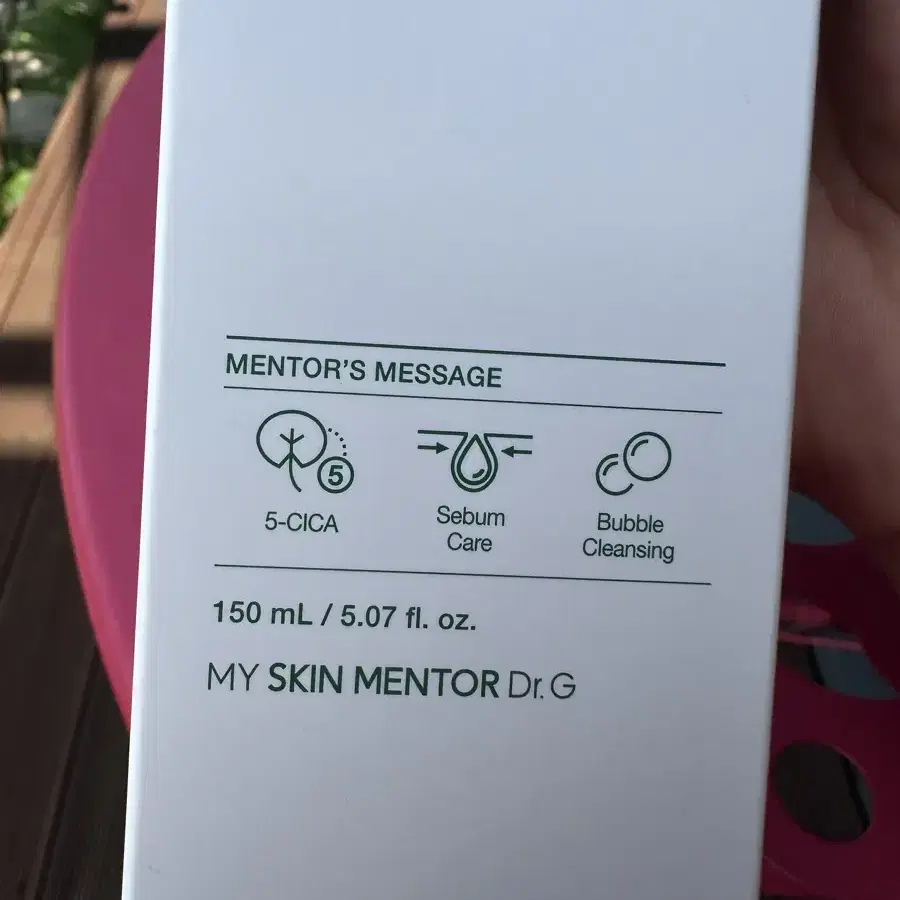 MENTOR'S MESSAGE
5
5-CICA
Sebum
Care
Bubble
Cleansing
150 mL / 5.07 fl. oz.
MY SKIN MENTOR Dr.G